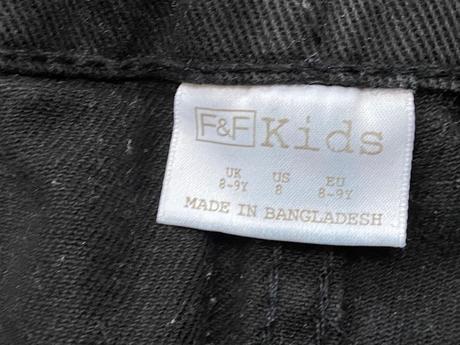 F&F Kids
UK US EU
8-9Y 8 8-9Y
MADE IN BANGLADESH